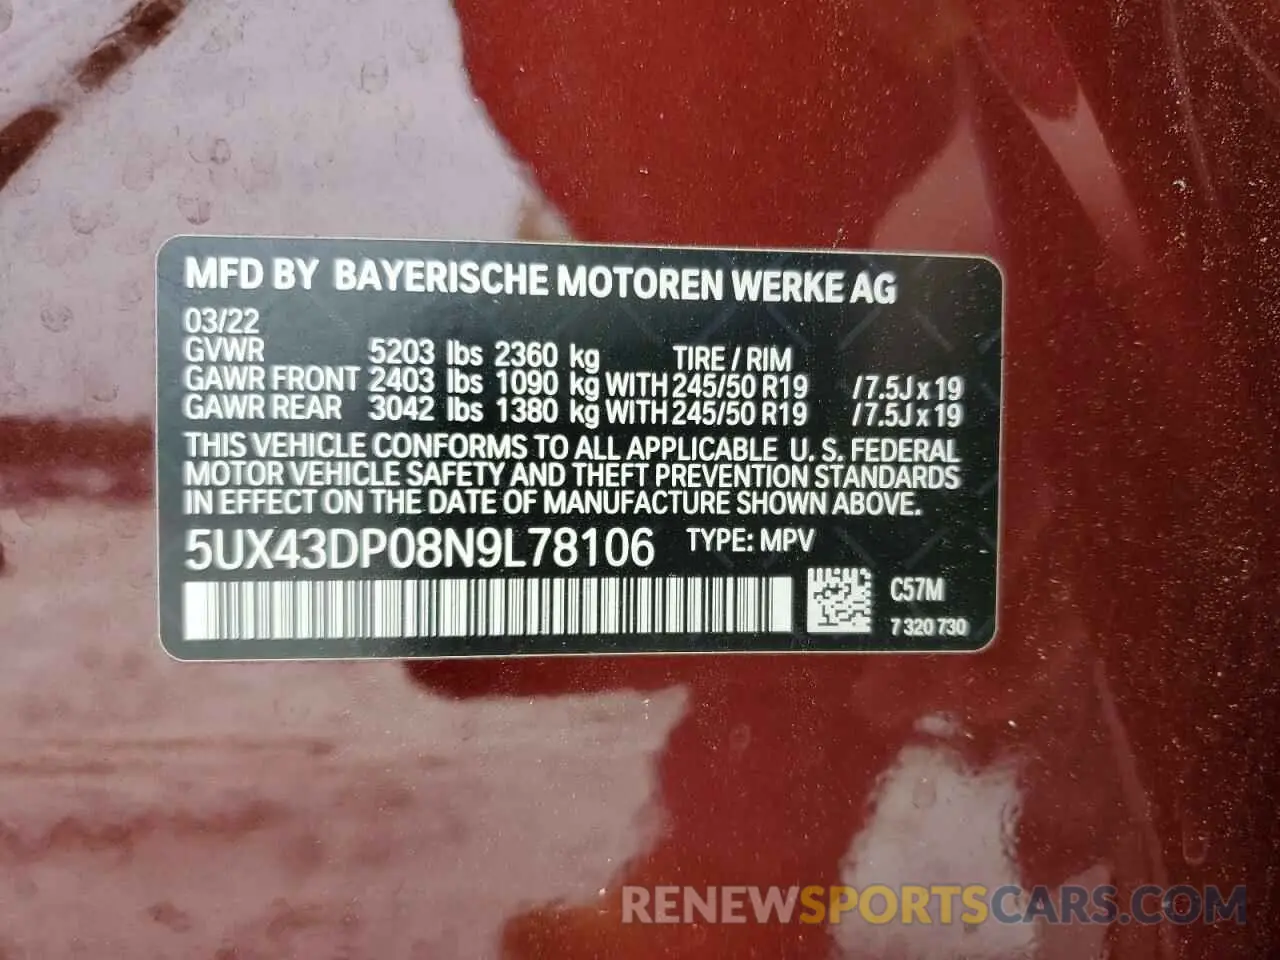 MFD BY BAYERISCHE MOTOREN WERKE AG
03/22
GVWR 5203 lbs 2360 kg TIRE / RIM
GAWR FRONT 2403 lbs 1090 kg WITH 245/50 R19 / 7.5J x 19
GAWR REAR 3042 lbs 1380 kg WITH 245/50 R19 / 7.5J x 19
THIS VEHICLE CONFORMS TO ALL APPLICABLE U. S. FEDERAL
MOTOR VEHICLE SAFETY AND THEFT PREVENTION STANDARDS
IN EFFECT ON THE DATE OF MANUFACTURE SHOWN ABOVE.
5UX43DP08N9L78106 TYPE: MPV
C57M
7 320 730
RENEWSPORTSCARS.COM